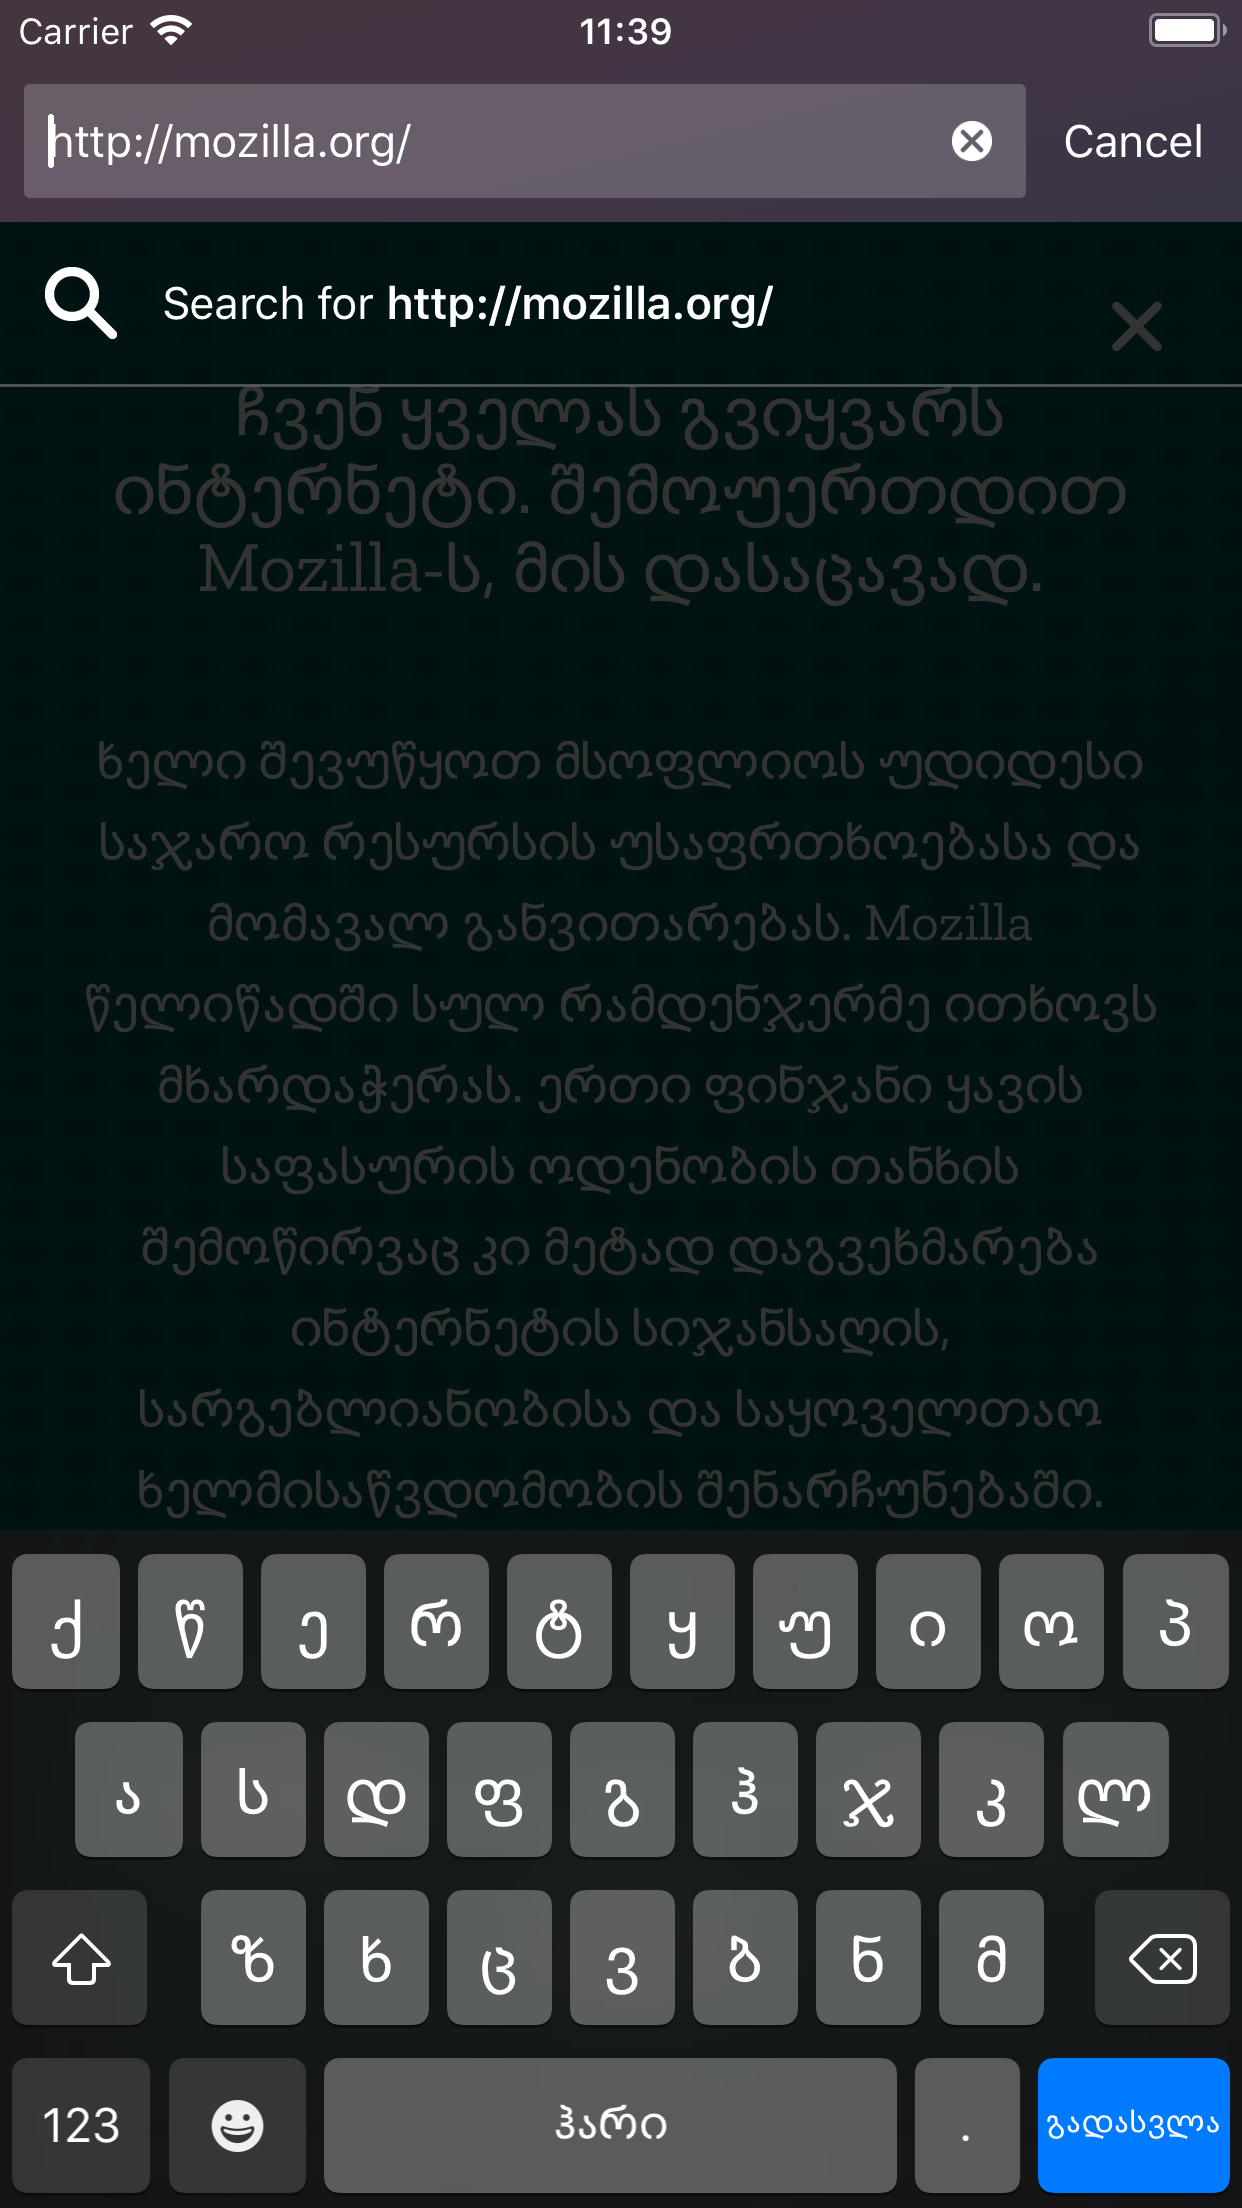 Carrier 11:39
http://mozilla.org/ Cancel
Search for http://mozilla.org/
ჩვენ ყველას გვიყვარს
ინტერნეტი. შემოუერთდით
Mozilla-ს, მის დასაცავად.
ხელი შევუწყოთ მსოფლიოს უდიდესი
საჯარო რესურსის უსაფრთხოებასა და
მომავალ განვითარებას. Mozilla
წელიწადში სულ რამდენჯერმე ითხოვს
მხარდაჭერას. ერთი ფინჯანი ყავის
საფასურის ოდენობის თანხის
შემოწირვაც კი მეტად დაგვეხმარება
ინტერნეტის სიჯანსაღის,
სარგებლიანობისა და საყოველთაო
ხელმისაწვდომობის შენარჩუნებაში.
ქ წ ე რ ტ ყ უ ი ო პ
ა ს დ ფ გ ჰ ჯ კ ლ
ზ ხ ც ვ ბ ნ მ
123 ჰარი . გადასვლა